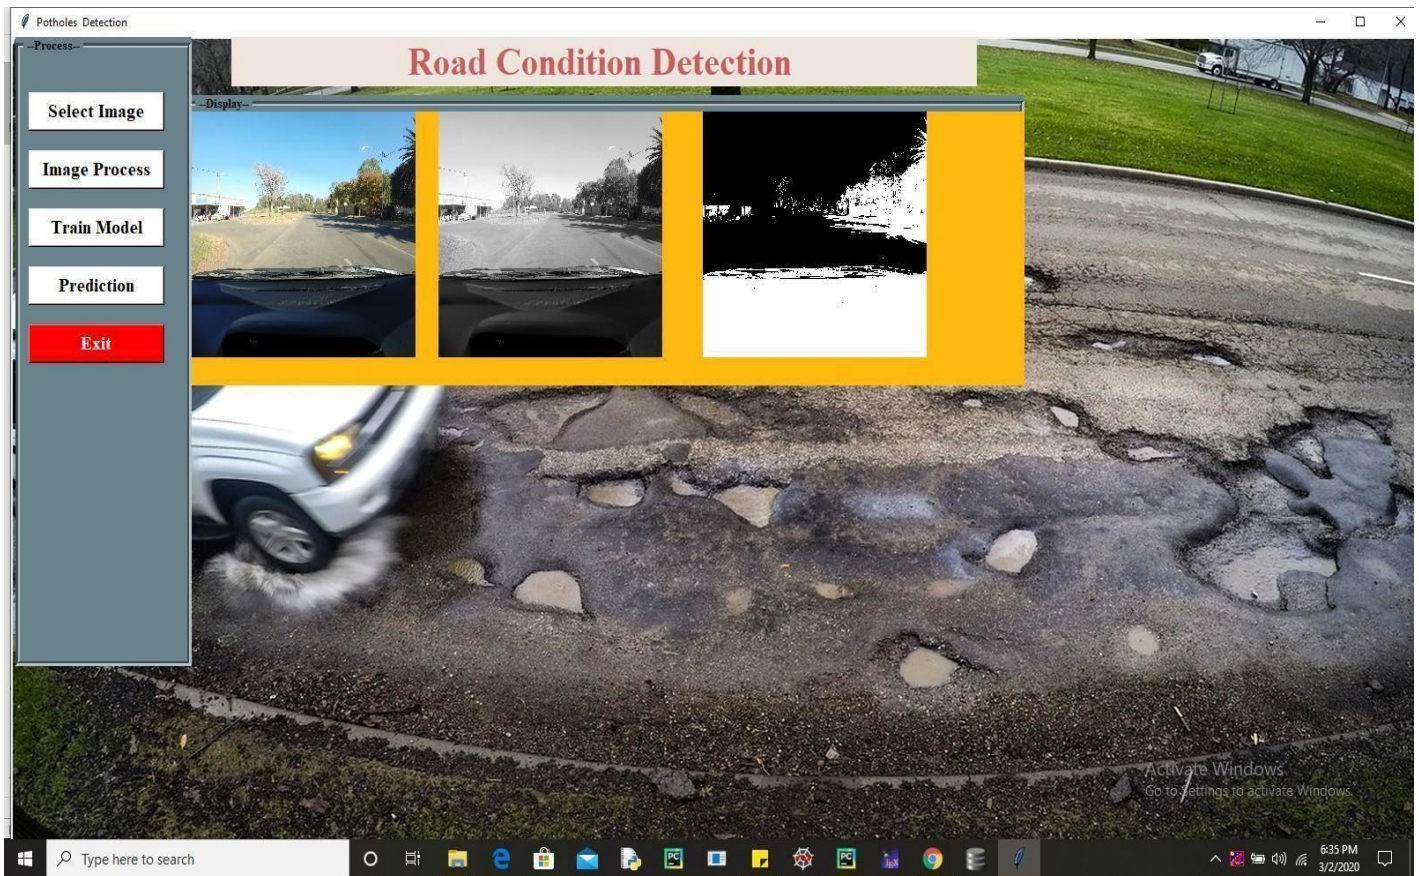 Potholes Detection
--Process--
Road Condition Detection
--Display--
Select Image
Image Process
Train Model
Prediction
Exit
Activate Windows
Go to Settings to activate Windows.
Type here to search
6:35 PM
3/2/2020